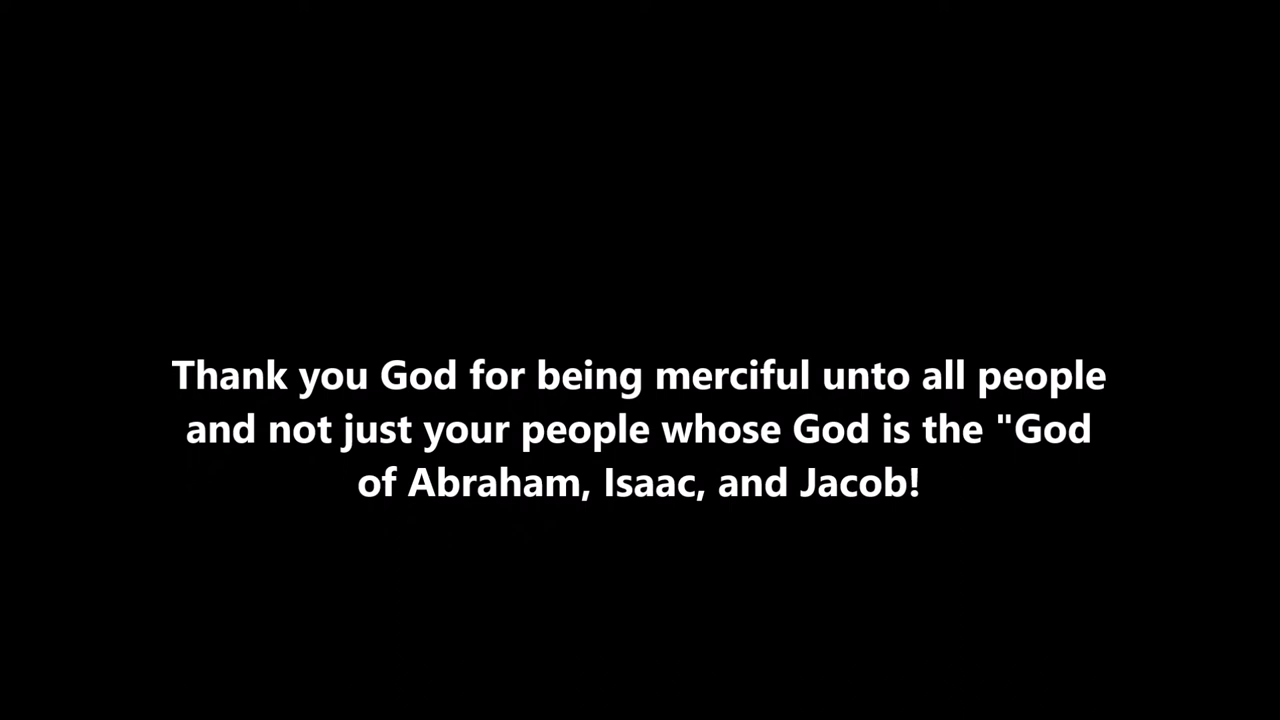 Thank you God for being merciful unto all people
and not just your people whose God is the "God
of Abraham, Isaac, and Jacob!